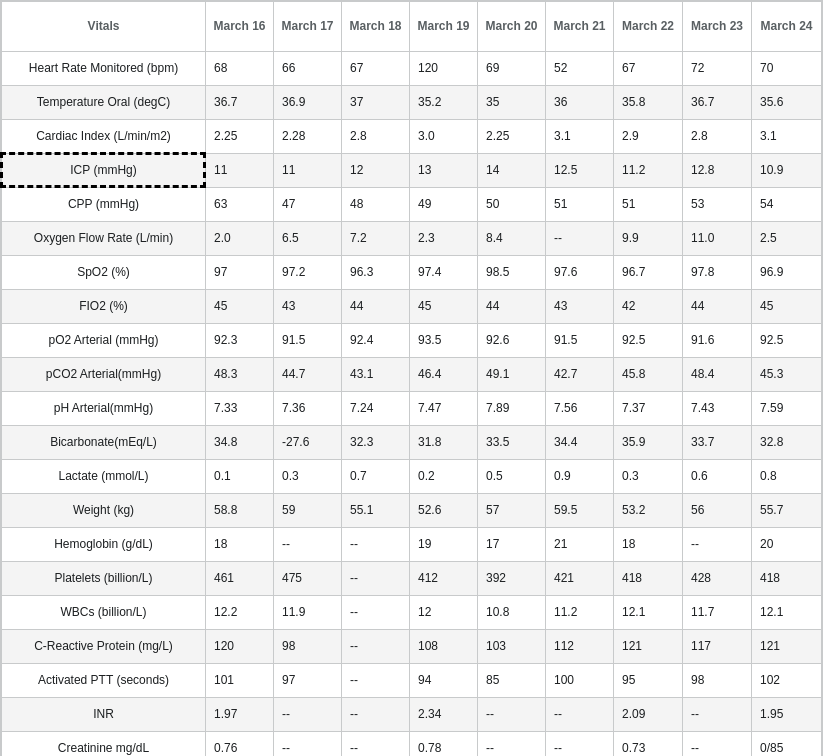 Vitals March 16 March 17 March 18 March 19 March 20 March 21 March 22 March 23 March 24
Heart Rate Monitored (bpm) 68 66 67 120 69 52 67 72 70
Temperature Oral (degC) 36.7 36.9 37 35.2 35 36 35.8 36.7 35.6
Cardiac Index (L/min/m2) 2.25 2.28 2.8 3.0 2.25 3.1 2.9 2.8 3.1
ICP (mmHg) 11 11 12 13 14 12.5 11.2 12.8 10.9
CPP (mmHg) 63 47 48 49 50 51 51 53 54
Oxygen Flow Rate (L/min) 2.0 6.5 7.2 2.3 8.4 -- 9.9 11.0 2.5
SpO2 (%) 97 97.2 96.3 97.4 98.5 97.6 96.7 97.8 96.9
FIO2 (%) 45 43 44 45 44 43 42 44 45
pO2 Arterial (mmHg) 92.3 91.5 92.4 93.5 92.6 91.5 92.5 91.6 92.5
pCO2 Arterial(mmHg) 48.3 44.7 43.1 46.4 49.1 42.7 45.8 48.4 45.3
pH Arterial(mmHg) 7.33 7.36 7.24 7.47 7.89 7.56 7.37 7.43 7.59
Bicarbonate(mEq/L) 34.8 -27.6 32.3 31.8 33.5 34.4 35.9 33.7 32.8
Lactate (mmol/L) 0.1 0.3 0.7 0.2 0.5 0.9 0.3 0.6 0.8
Weight (kg) 58.8 59 55.1 52.6 57 59.5 53.2 56 55.7
Hemoglobin (g/dL) 18 -- -- 19 17 21 18 -- 20
Platelets (billion/L) 461 475 -- 412 392 421 418 428 418
WBCs (billion/L) 12.2 11.9 -- 12 10.8 11.2 12.1 11.7 12.1
C-Reactive Protein (mg/L) 120 98 -- 108 103 112 121 117 121
Activated PTT (seconds) 101 97 -- 94 85 100 95 98 102
INR 1.97 -- -- 2.34 -- -- 2.09 -- 1.95
Creatinine mg/dL 0.76 -- -- 0.78 -- -- 0.73 -- 0/85